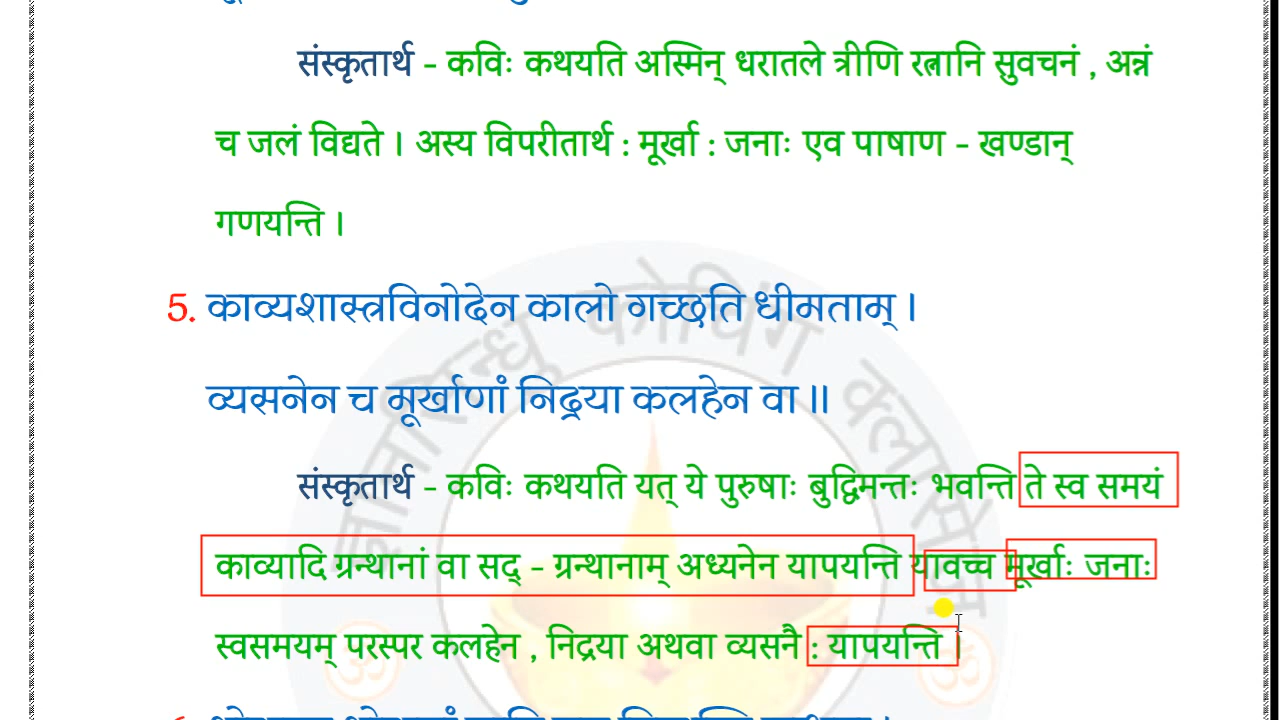 संस्कृतार्थ - कविः कथयति अस्मिन् धरातले त्रीणि रत्नानि सुवचनं , अन्नं
च जलं विद्यते । अस्य विपरीतार्थ : मूर्खा : जनाः एव पाषाण - खण्डान्
गणयन्ति ।
5. काव्यशास्त्रविनोदेन कालो गच्छति धीमताम् ।
व्यसनेन च मूर्खाणां निद्रया कलहेन वा ॥
संस्कृतार्थ - कविः कथयति यत् ये पुरुषाः बुद्धिमन्तः भवन्ति ते स्व समयं
काव्यादि ग्रन्थानां वा सद् - ग्रन्थानाम् अध्यनेन यापयन्ति यावच्च मूर्खाः जनाः
स्वसमयम् परस्पर कलहेन , निद्रया अथवा व्यसनै : यापयन्ति ।
ज्ञानसिन्धु कोचिंग क्लासेज
ॐ ॐ